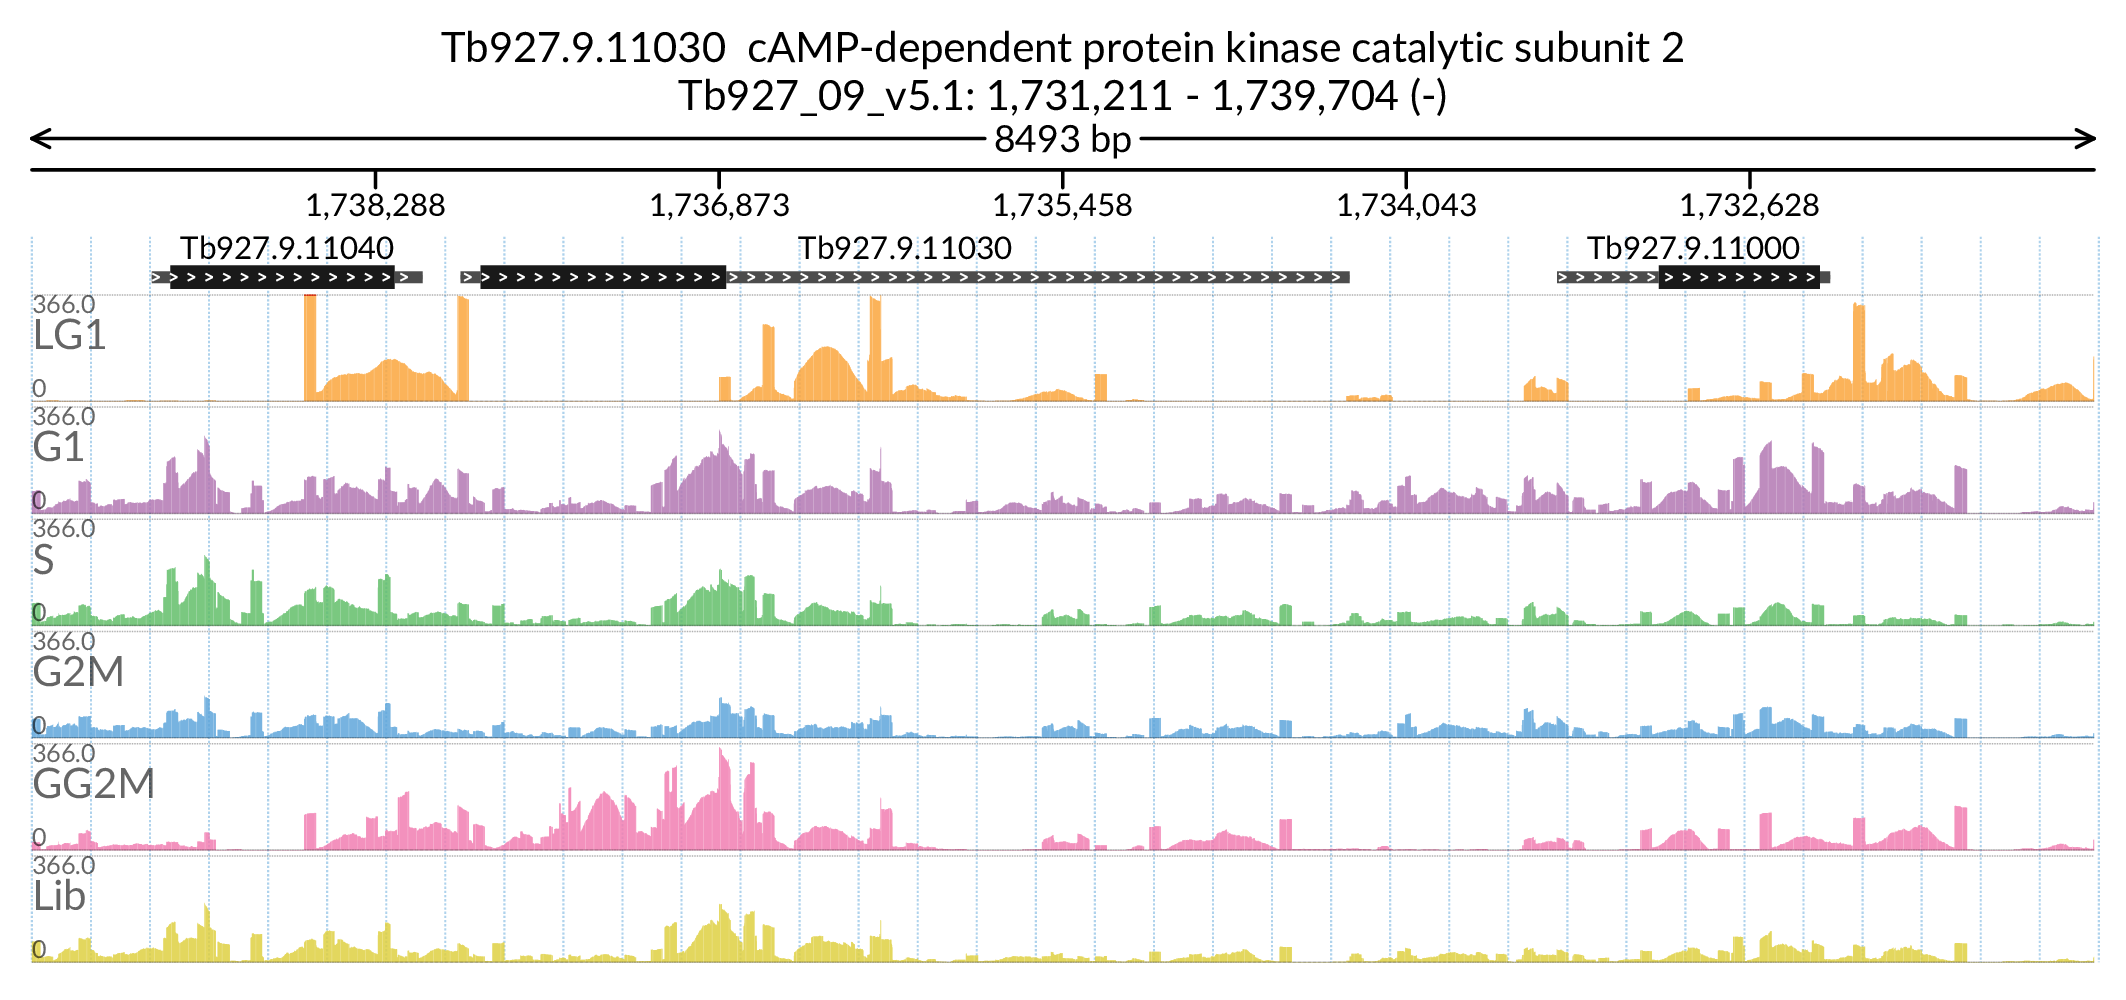 Tb927.9.11030 cAMP-dependent protein kinase catalytic subunit 2
Tb927_09_v5.1: 1,731,211 - 1,739,704 (-)
8493 bp
1,738,288 1,736,873 1,735,458 1,734,043 1,732,628
Tb927.9.11040 Tb927.9.11030 Tb927.9.11000
366.0
LG1
0
366.0
G1
0
366.0
S
0
366.0
G2M
0
366.0
GG2M
0
366.0
Lib
0